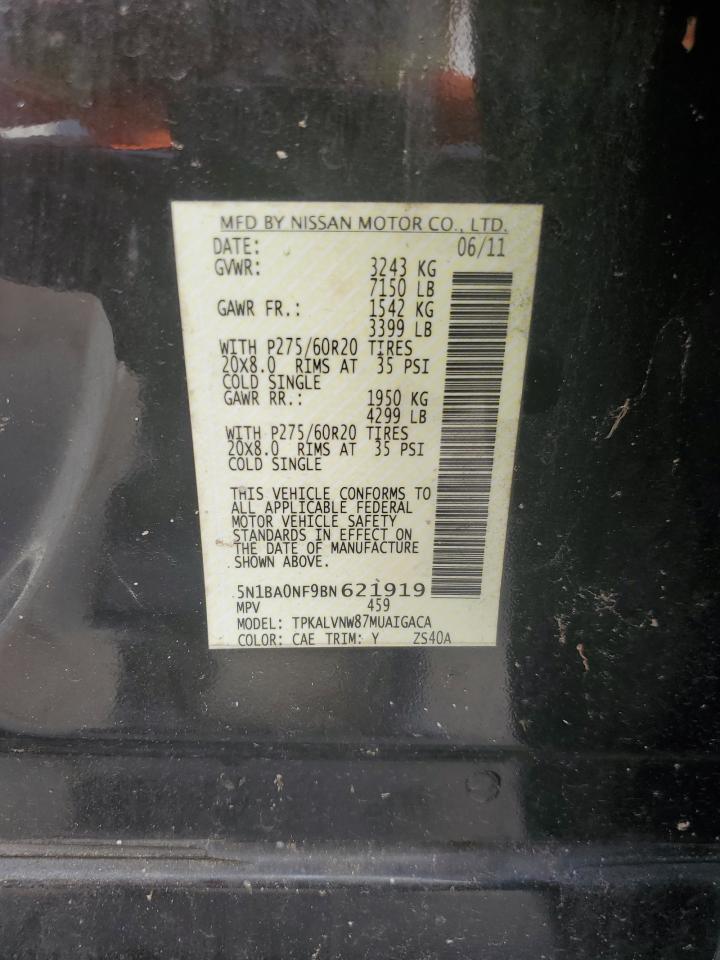 MFD BY NISSAN MOTOR CO., LTD.
DATE: 06/11
GVWR: 3243 KG
7150 LB
GAWR FR.: 1542 KG
3399 LB
WITH P275/60R20 TIRES
20X8.0 RIMS AT 35 PSI
COLD SINGLE
GAWR RR.: 1950 KG
4299 LB
WITH P275/60R20 TIRES
20X8.0 RIMS AT 35 PSI
COLD SINGLE
THIS VEHICLE CONFORMS TO
ALL APPLICABLE FEDERAL
MOTOR VEHICLE SAFETY
STANDARDS IN EFFECT ON
THE DATE OF MANUFACTURE
SHOWN ABOVE.
5N1BA0NF9BN621919
MPV 459
MODEL: TPKALVNW87MUAIGACA
COLOR: CAE TRIM: Y ZS40A